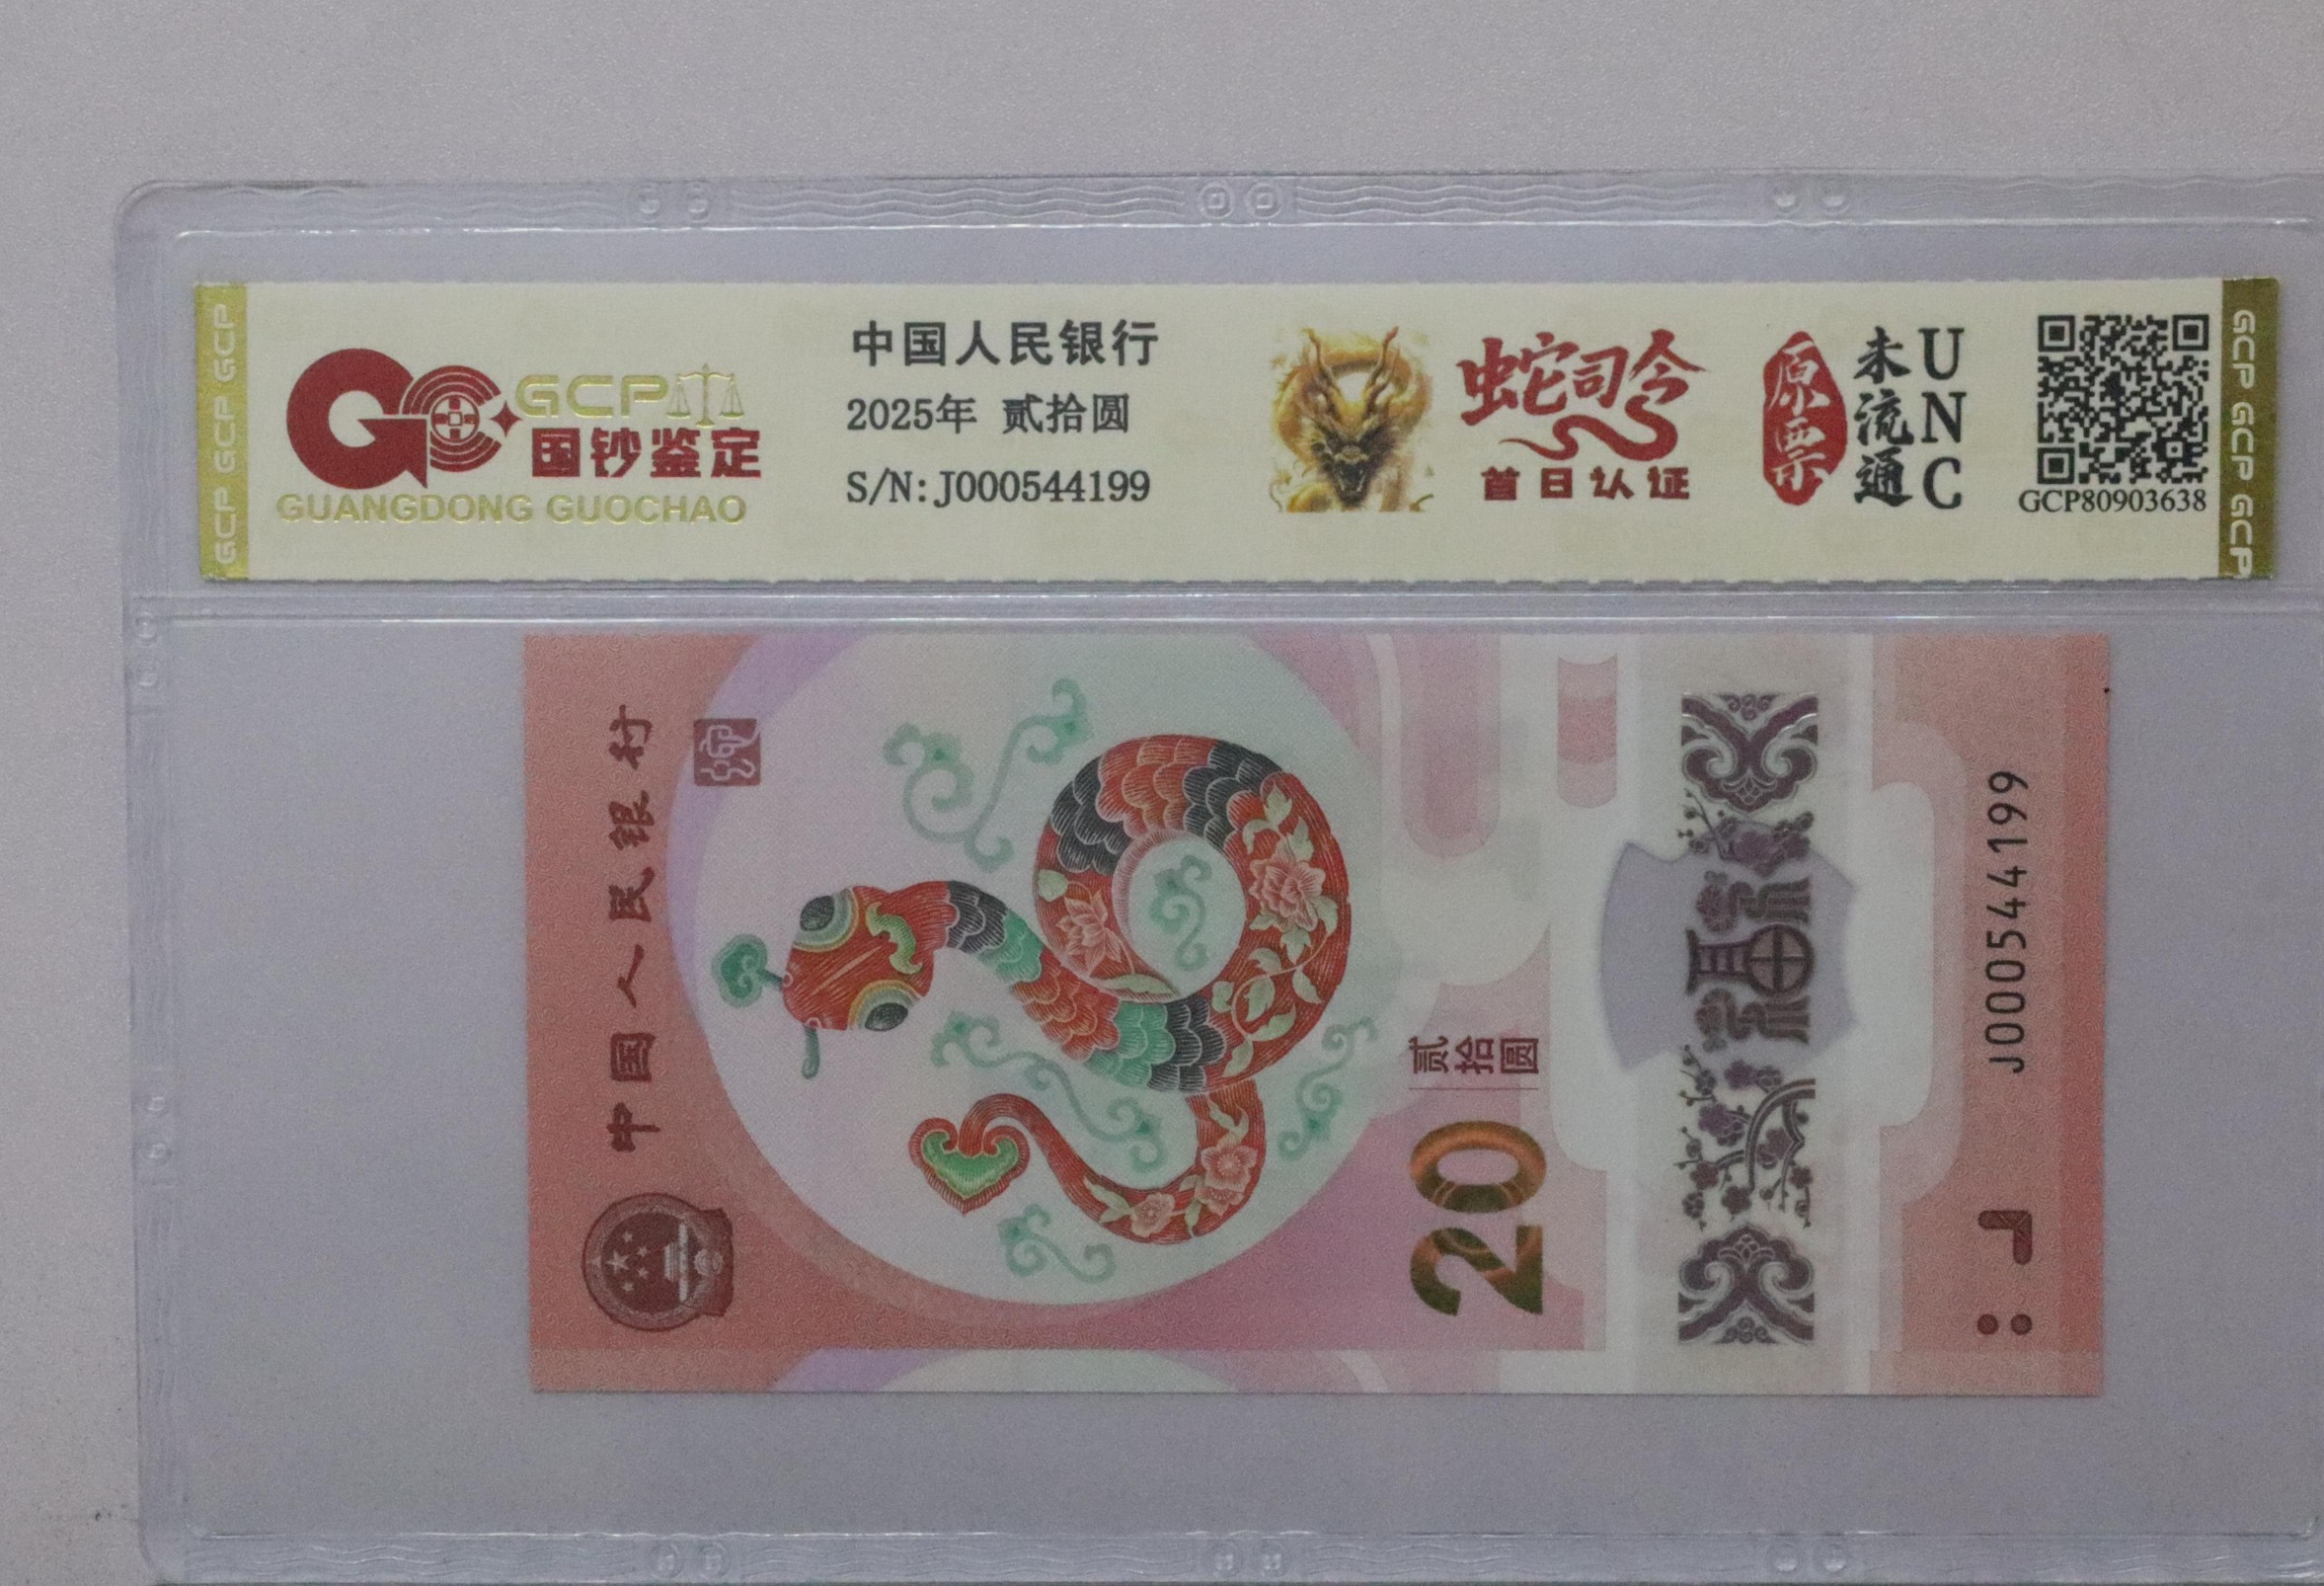 GCP GCP GCP
GCP
国钞鉴定
GUANGDONG GUOCHAO
中国人民银行
2025年 贰拾圆
S/N:J000544199
蛇司令
首日认证
原票
未流通
UNC
GCP80903638
GCP GCP GCP
中国人民银行
蛇
贰拾圆
20
福
J000544199